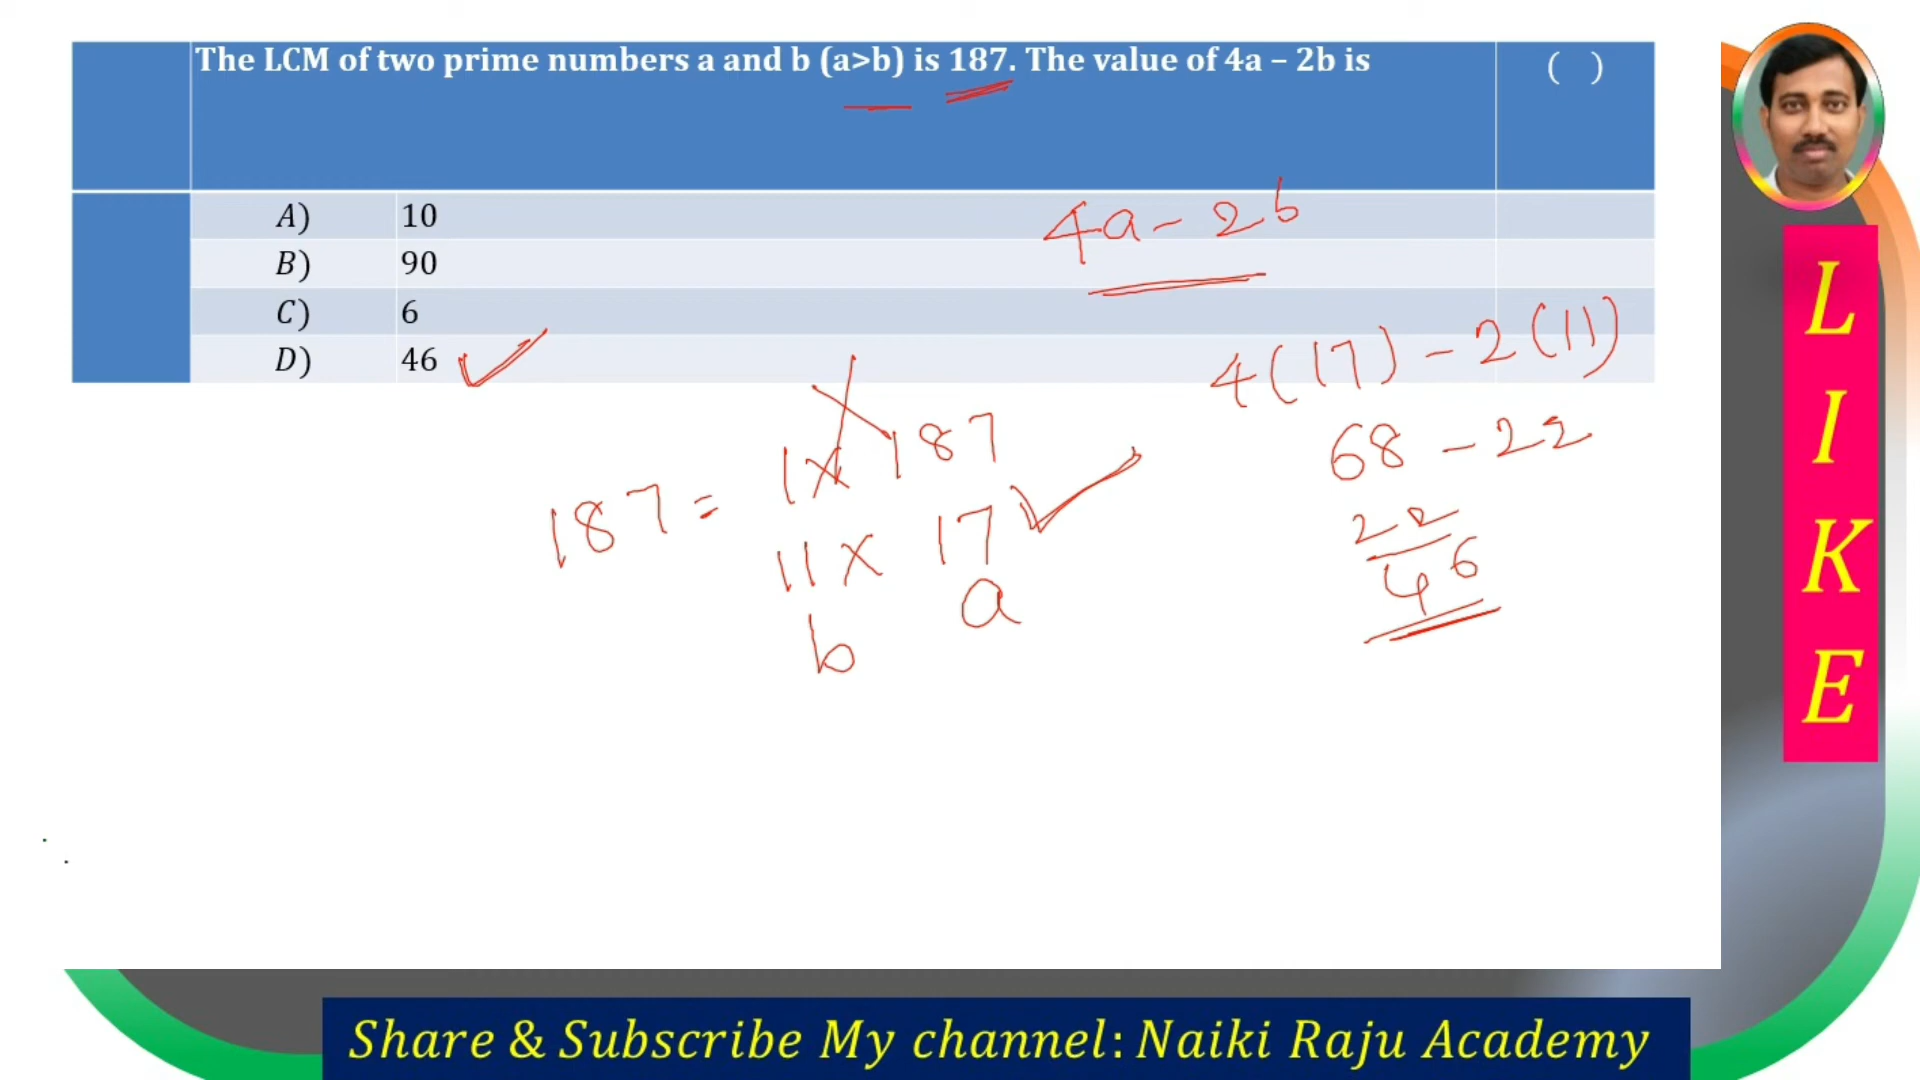 The LCM of two prime numbers a and b (a>b) is 187. The value of 4a – 2b is ( )
A) 10
B) 90
C) 6
D) 46
4a - 2b
4(17) - 2(11)
68 - 22
22
46
187 = 1 x 187
11 x 17
b a
L
I
K
E
Share & Subscribe My channel: Naiki Raju Academy